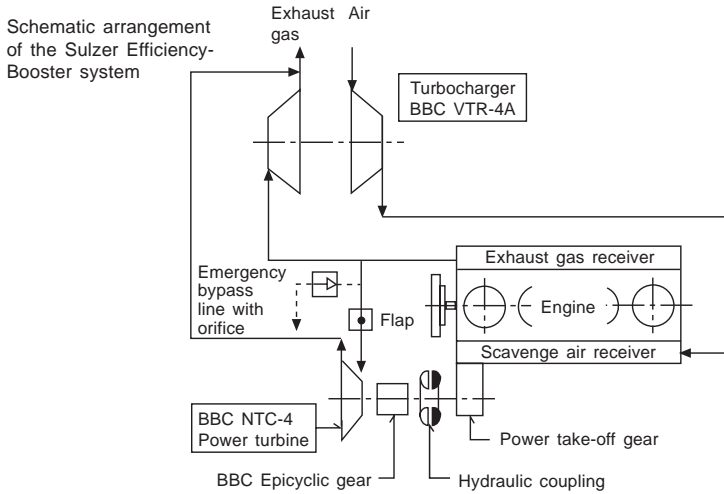 Schematic arrangement
of the Sulzer Efficiency-
Booster system
Exhaust
gas
Air
Turbocharger
BBC VTR-4A
Exhaust gas receiver
Emergency
bypass
line with
orifice
Flap
Engine
Scavenge air receiver
BBC NTC-4
Power turbine
Power take-off gear
BBC Epicyclic gear
Hydraulic coupling